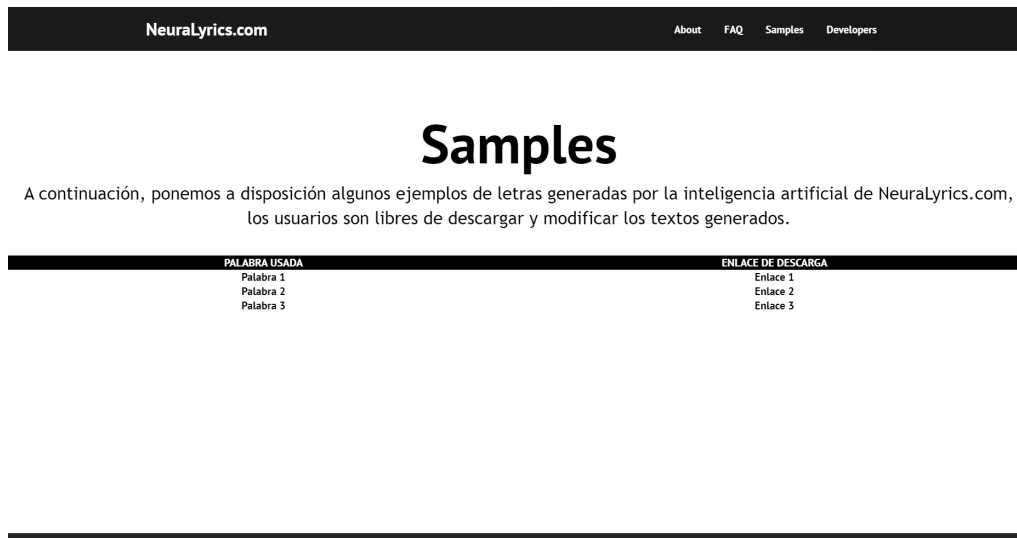 NeuraLyrics.com About FAQ Samples Developers
Samples
A continuación, ponemos a disposición algunos ejemplos de letras generadas por la inteligencia artificial de NeuraLyrics.com,
los usuarios son libres de descargar y modificar los textos generados.
PALABRA USADA ENLACE DE DESCARGA
Palabra 1 Enlace 1
Palabra 2 Enlace 2
Palabra 3 Enlace 3